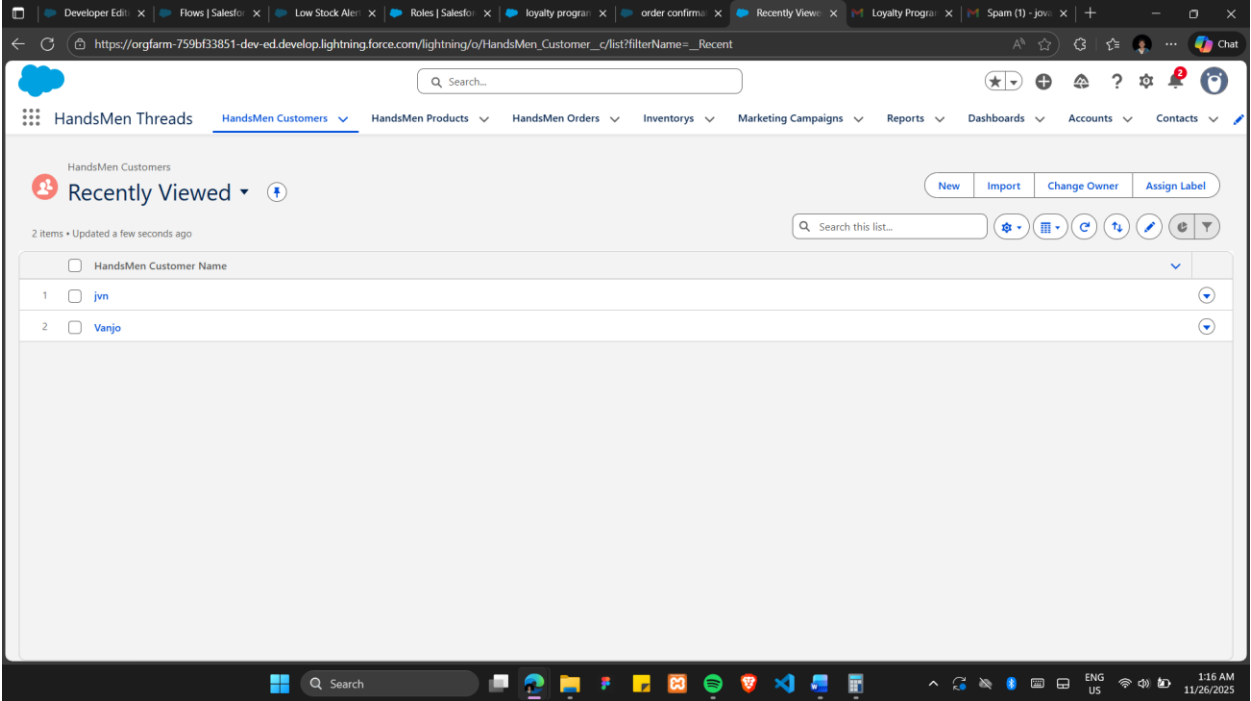 Developer Edit Flows | Salesfor Low Stock Aler Roles | Salesfor loyalty progran order confirma Recently Viewe Loyalty Prograr Spam (1) - jova
https://orgfarm-759bf33851-dev-ed.develop.lightning.force.com/lightning/o/HandsMen_Customer__c/list?filterName=__Recent Chat
Search... 2
HandsMen Threads HandsMen Customers HandsMen Products HandsMen Orders Inventorys Marketing Campaigns Reports Dashboards Accounts Contacts
HandsMen Customers
Recently Viewed
New Import Change Owner Assign Label
2 items • Updated a few seconds ago
Search this list...
HandsMen Customer Name
1 jvn
2 Vanjo
Search
ENG
US
1:16 AM
11/26/2025